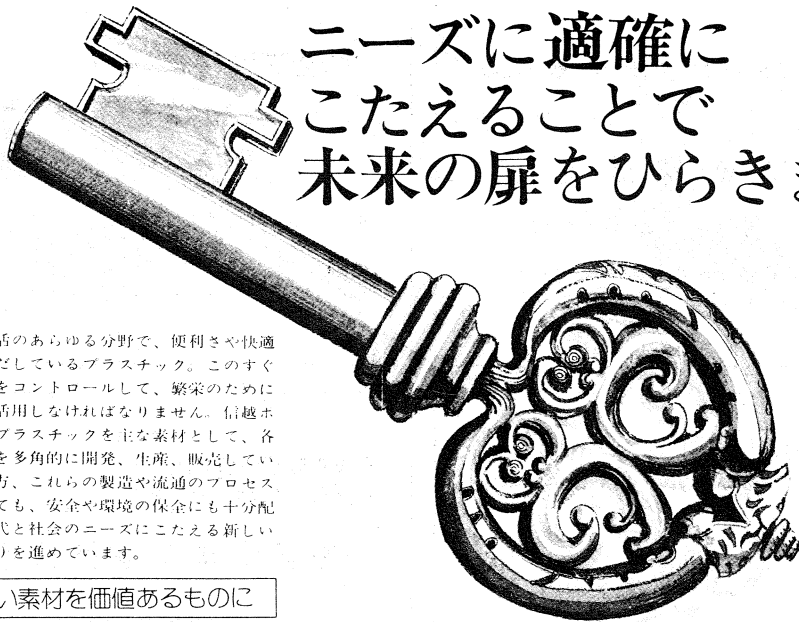 ニーズに適確に
こたえることで
未来の扉をひらきま
活のあらゆる分野で、便利さや快適
だしているプラスチック。このすぐ
をコントロールして、繁栄のために
活用しなければなりません。信越ポ
プラスチックを主な素材として、各
を多角的に開発、生産、販売してい
方、これらの製造や流通のプロセス
ても、安全や環境の保全にも十分配
代と社会のニーズにこたえる新しい
りを進めています。
い素材を価値あるものに